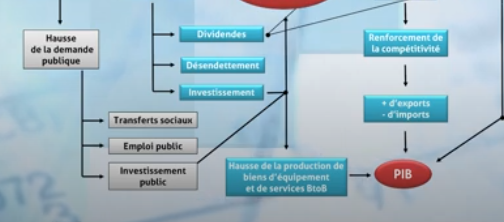 Dividendes
Hausse
de la demande
publique
Renforcement de
la compétitivité
Désendettement
Investissement
+ d'exports
- d'imports
Transferts sociaux
Emploi public
Investissement
public
Hausse de la production de
biens d'équipement
et de services BtoB
PIB